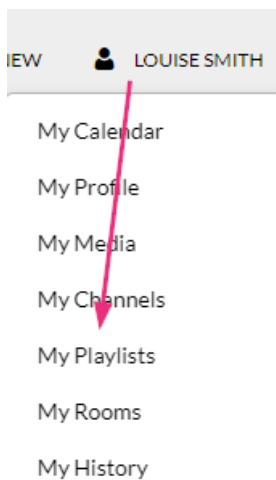 IEW LOUISE SMITH
My Calendar
My Profile
My Media
My Channels
My Playlists
My Rooms
My History